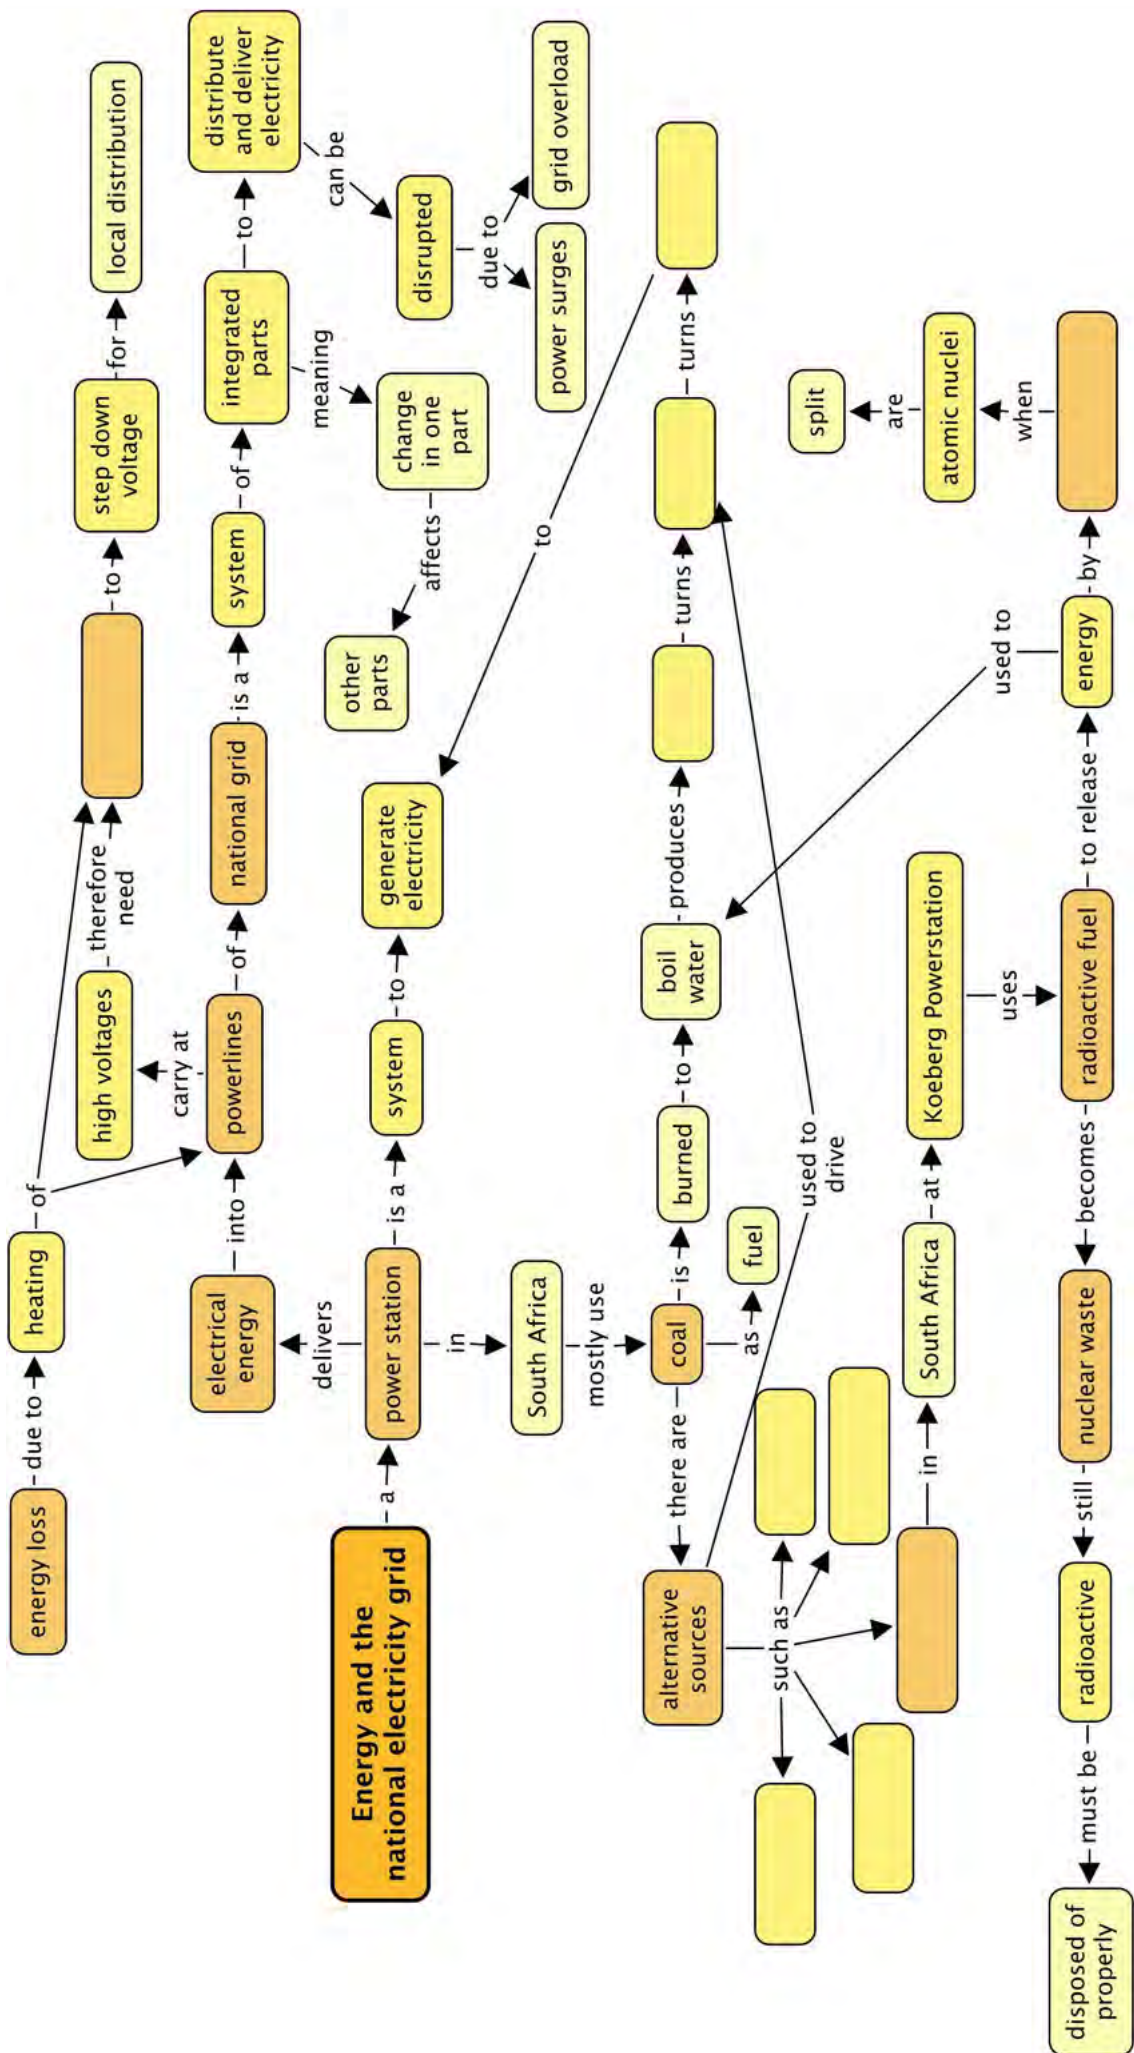 energy loss
due to
heating
of
high voltages
therefore
need
to
step down
voltage
for
local distribution
carry at
electrical
energy
into
powerlines
of
national grid
is a
system
of
integrated
parts
to
distribute
and deliver
electricity
delivers
meaning
can be
Energy and the
national electricity grid
a
power station
is a
system
to
generate
electricity
other
parts
affects
change
in one
part
disrupted
in
due to
South Africa
power surges
grid overload
mostly use
to
alternative
sources
there are
coal
is
burned
to
boil
water
produces
turns
turns
as
fuel
such as
used to
drive
split
are
in
South Africa
at
Koeberg Powerstation
used to
atomic nuclei
uses
when
disposed of
properly
must be
radioactive
still
nuclear waste
becomes
radioactive fuel
to release
energy
by